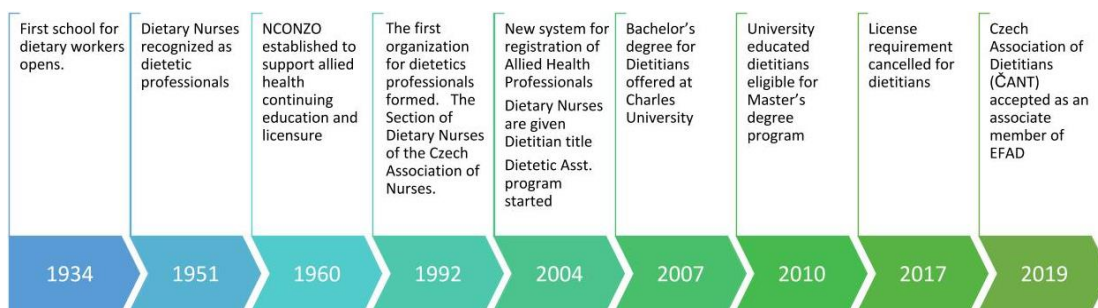 First school for
dietary workers
opens.
Dietary Nurses
recognized as
dietetic
professionals
NCONZO
established to
support allied
health
continuing
education and
licensure
The first
organization
for dietetics
professionals
formed. The
Section of
Dietary Nurses
of the Czech
Association of
Nurses.
New system for
registration of
Allied Health
Professionals
Dietary Nurses
are given
Dietitian title
Dietetic Asst.
program
started
Bachelor's
degree for
Dietitians
offered at
Charles
University
University
educated
dietitians
eligible for
Master's
degree
program
License
requirement
cancelled for
dietitians
Czech
Association of
Dietitians
(ČANT)
accepted as an
associate
member of
EFAD
1934
1951
1960
1992
2004
2007
2010
2017
2019